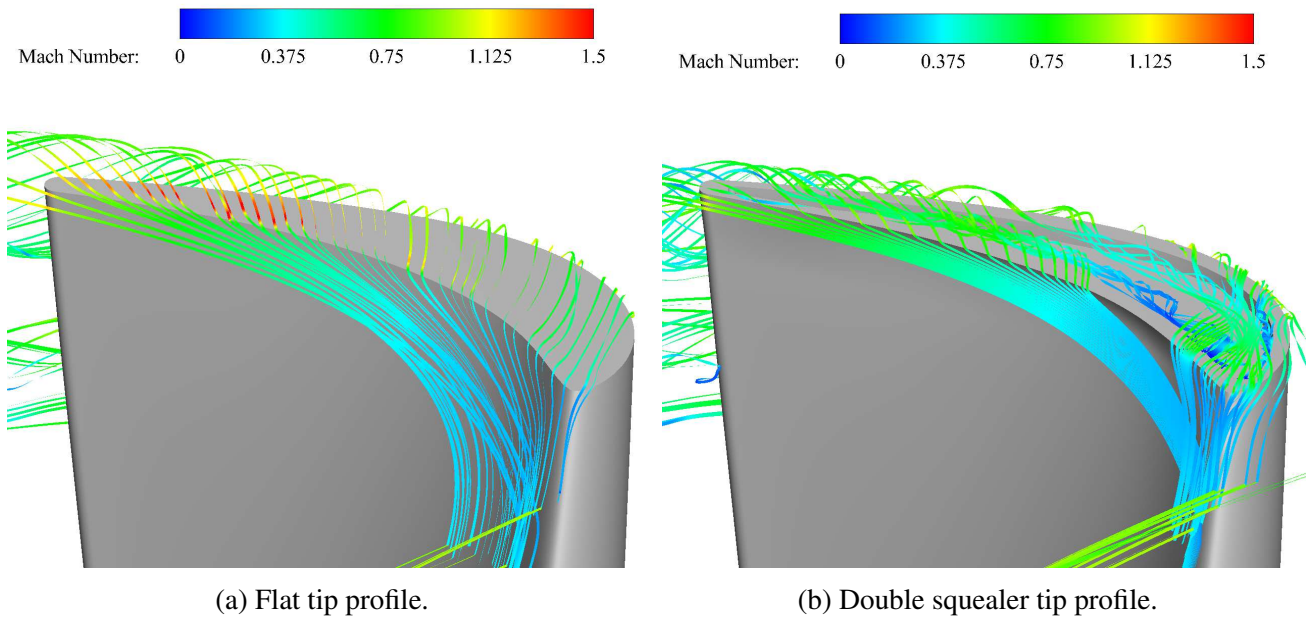 Mach Number: 0 0.375 0.75 1.125 1.5
Mach Number: 0 0.375 0.75 1.125 1.5
(a) Flat tip profile.
(b) Double squealer tip profile.